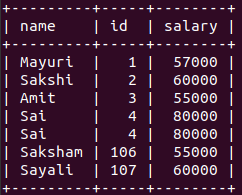 +---------+-----+--------+
| name    | id  | salary |
+---------+-----+--------+
| Mayuri  |   1 |  57000 |
| Sakshi  |   2 |  60000 |
| Amit    |   3 |  55000 |
| Sai     |   4 |  80000 |
| Sai     |   4 |  80000 |
| Saksham | 106 |  55000 |
| Sayali  | 107 |  60000 |
+---------+-----+--------+